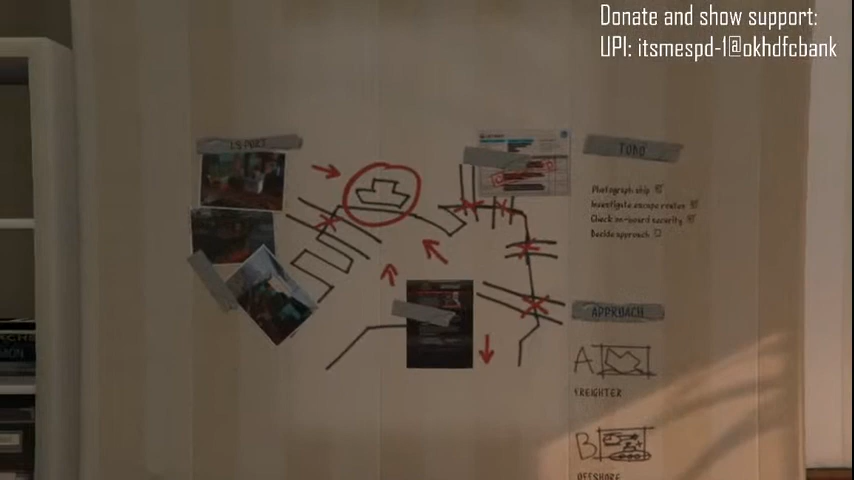 Donate and show support:
UPI: itsmespd-1@okhdfcbank
LS PORT
TODO
Photograph ship
Investigate escape routes
Check on-board security
Decide approach
APPROACH
A
FREIGHTER
B
OFFSHORE